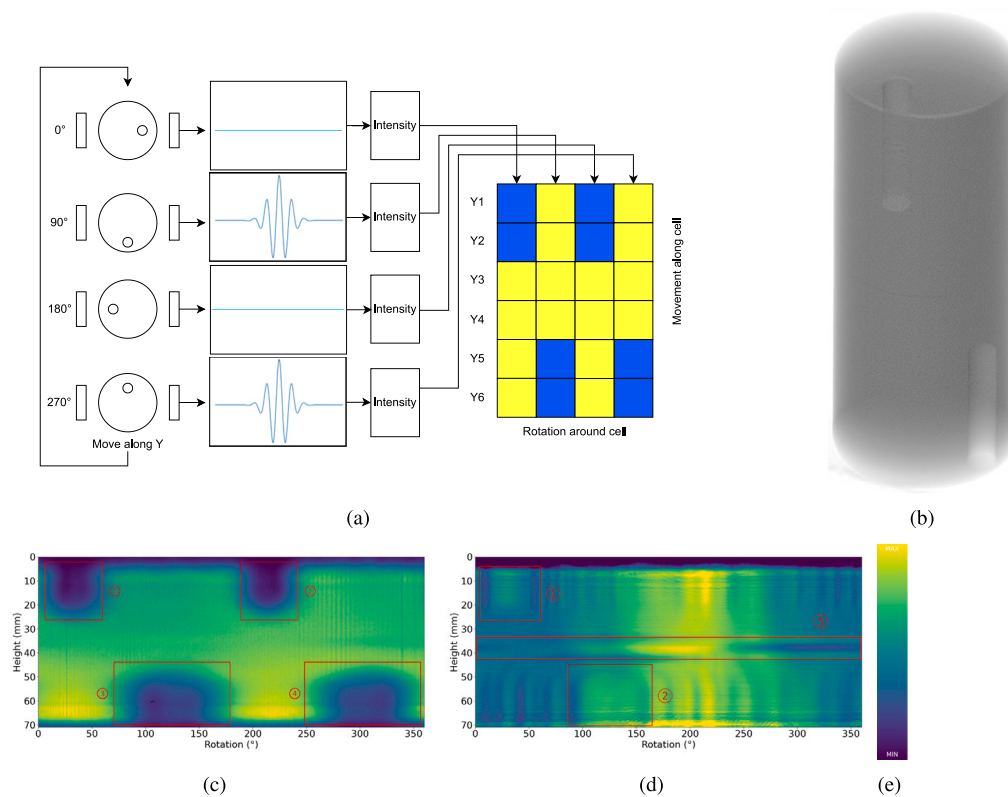 0°
Intensity
90°
Intensity
Y1
Y2
Y3
180°
Intensity
Y4
Y5
270°
Intensity
Y6
Movement along cell
Move along Y
Rotation around cell
(a)
(b)
0
10
20
30
40
50
60
70
Height (mm)
①
③
④
0
50
100
150
200
250
300
350
Rotation (°)
(c)
0
10
20
30
40
50
60
70
Height (mm)
①
②
0
50
100
150
200
250
300
350
Rotation (°)
(d)
MAX
MIN
(e)